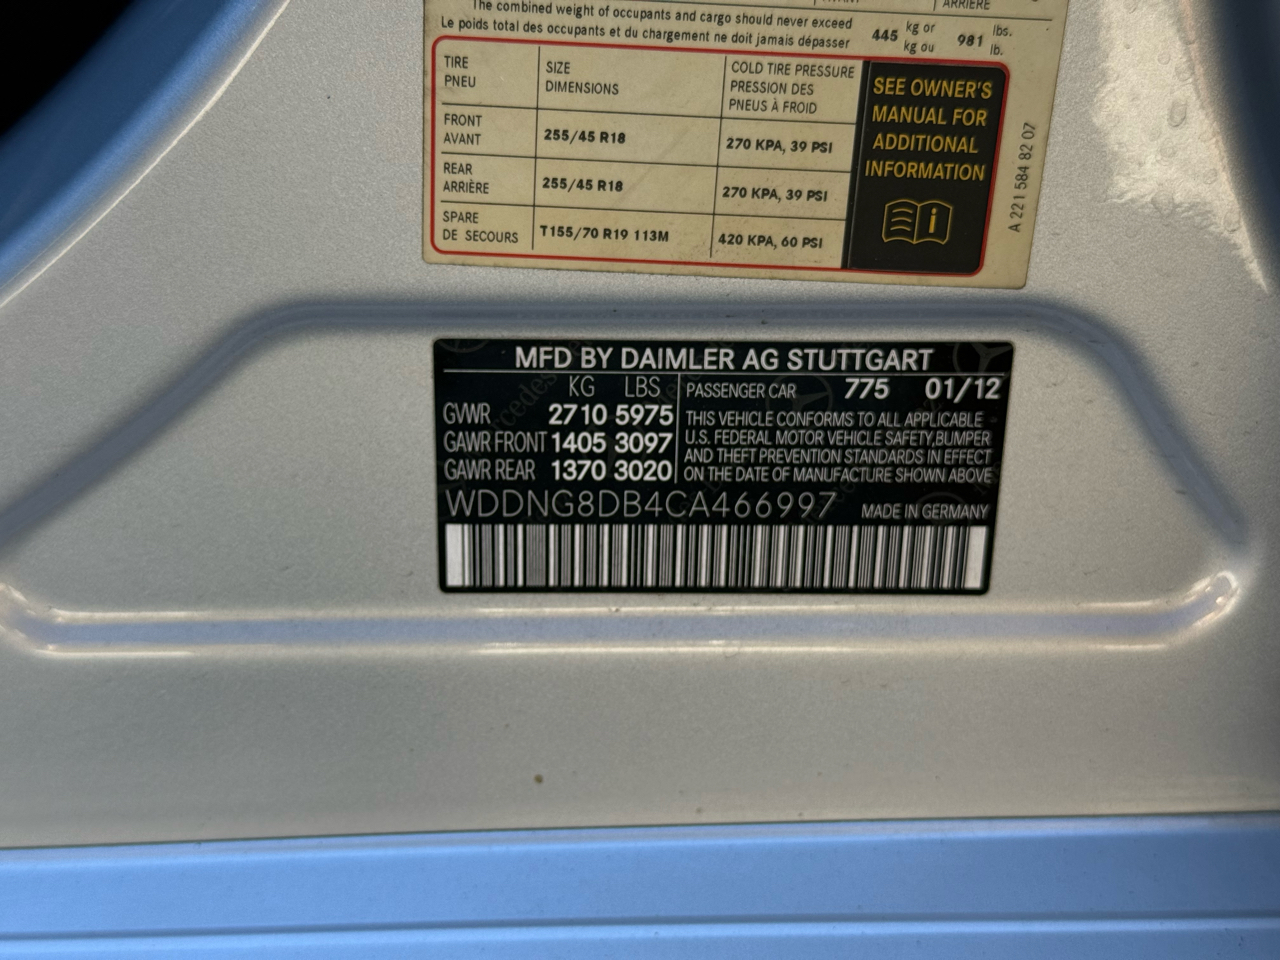 ARRIÈRE
The combined weight of occupants and cargo should never exceed
Le poids total des occupants et du chargement ne doit jamais dépasser
445 kg or 981 lbs.
kg ou lb.
TIRE SIZE COLD TIRE PRESSURE
PNEU DIMENSIONS PRESSION DES
PNEUS À FROID
FRONT
AVANT 255/45 R18 270 KPA, 39 PSI
REAR
ARRIÈRE 255/45 R18 270 KPA, 39 PSI
SPARE
DE SECOURS T155/70 R19 113M 420 KPA, 60 PSI
SEE OWNER'S
MANUAL FOR
ADDITIONAL
INFORMATION
A 221 584 82 07
MFD BY DAIMLER AG STUTTGART
KG LBS PASSENGER CAR 775 01/12
GVWR 2710 5975
GAWR FRONT 1405 3097
GAWR REAR 1370 3020
THIS VEHICLE CONFORMS TO ALL APPLICABLE
U.S. FEDERAL MOTOR VEHICLE SAFETY,BUMPER
AND THEFT PREVENTION STANDARDS IN EFFECT
ON THE DATE OF MANUFACTURE SHOWN ABOVE
WDDNG8DB4CA466997 MADE IN GERMANY